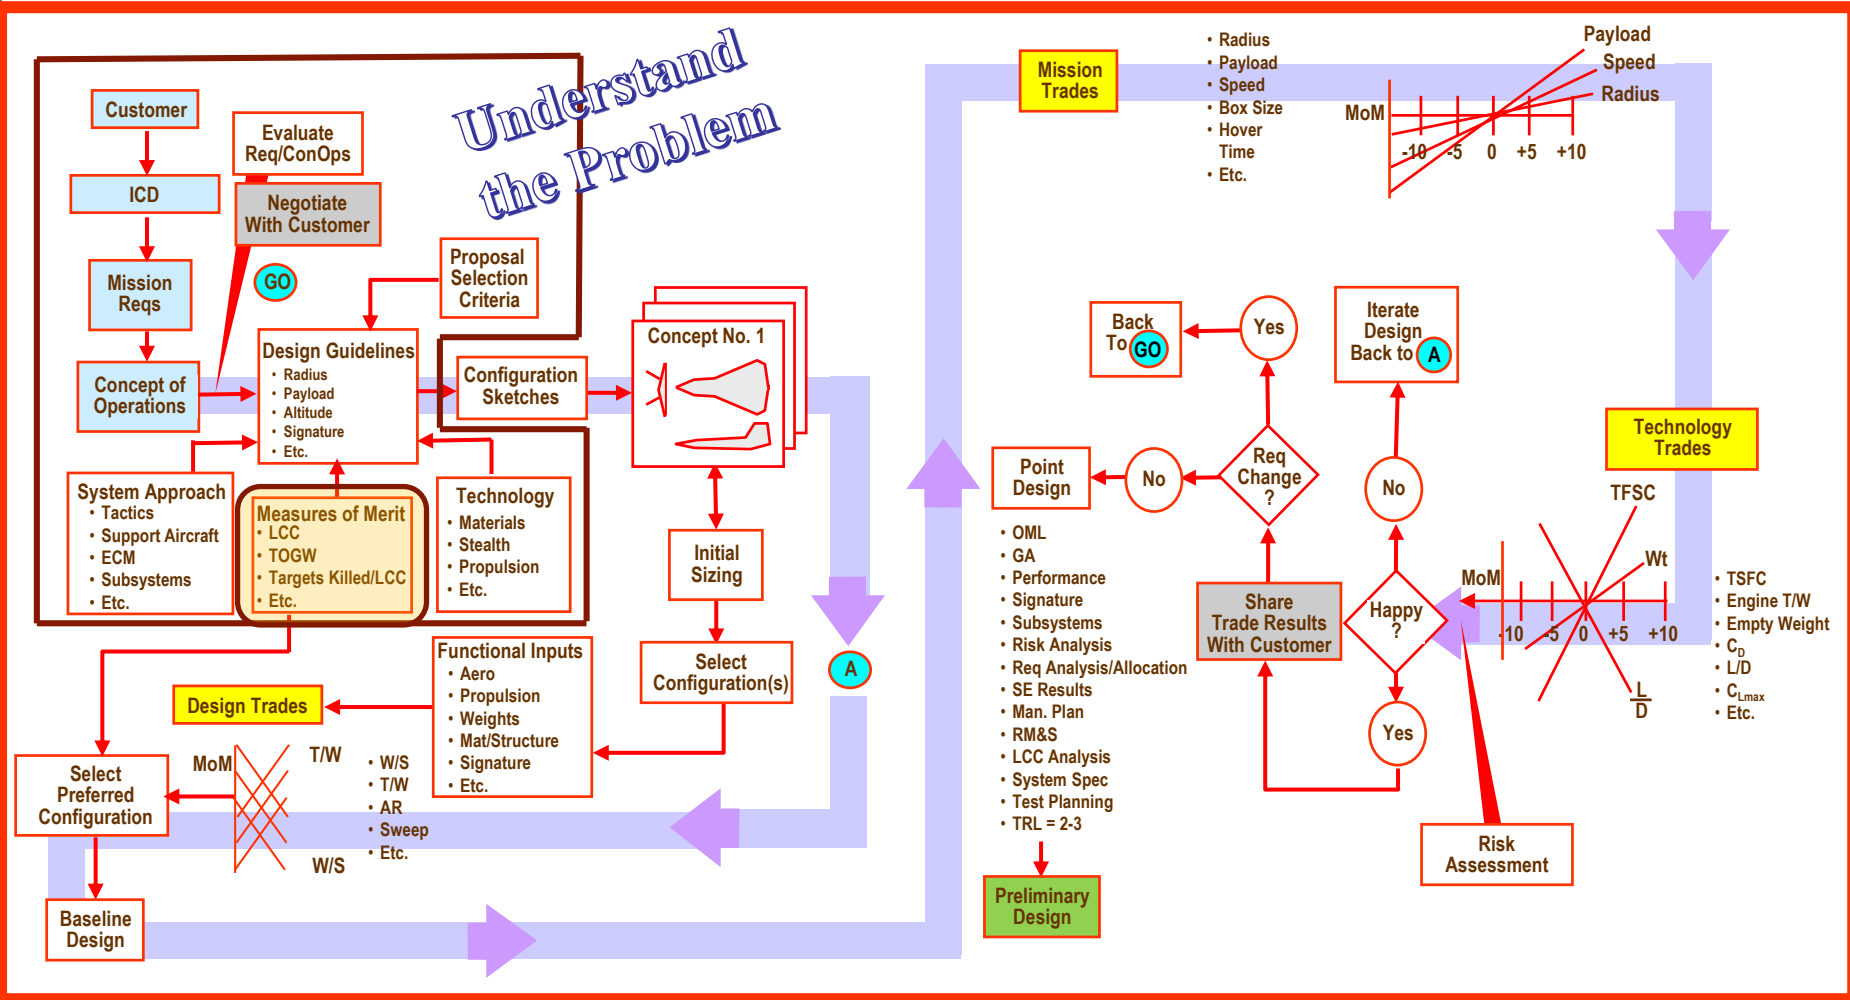 Understand
the Problem
Customer
ICD
Mission
Reqs
Concept of
Operations
Evaluate
Req/ConOps
Negotiate
With Customer
GO
Proposal
Selection
Criteria
Design Guidelines
• Radius
• Payload
• Altitude
• Signature
• Etc.
Configuration
Sketches
Concept No. 1
System Approach
• Tactics
• Support Aircraft
• ECM
• Subsystems
• Etc.
Measures of Merit
• LCC
• TOGW
• Targets Killed/LCC
• Etc.
Technology
• Materials
• Stealth
• Propulsion
• Etc.
Initial
Sizing
Select
Configuration(s)
A
Functional Inputs
• Aero
• Propulsion
• Weights
• Mat/Structure
• Signature
• Etc.
Design Trades
Select
Preferred
Configuration
MoM
T/W
W/S
• W/S
• T/W
• AR
• Sweep
• Etc.
Baseline
Design
Mission
Trades
• Radius
• Payload
• Speed
• Box Size
• Hover
Time
• Etc.
Payload
Speed
Radius
MoM
-10 -5 0 +5 +10
Technology
Trades
TFSC
Wt
MoM
-10 -5 0 +5 +10
L
D
• TSFC
• Engine T/W
• Empty Weight
• CD
• L/D
• CLmax
• Etc.
Risk
Assessment
Happy
?
No
Iterate
Design
Back to A
Yes
Share
Trade Results
With Customer
Req
Change
?
Yes
Back
To GO
No
Point
Design
• OML
• GA
• Performance
• Signature
• Subsystems
• Risk Analysis
• Req Analysis/Allocation
• SE Results
• Man. Plan
• RM&S
• LCC Analysis
• System Spec
• Test Planning
• TRL = 2-3
Preliminary
Design